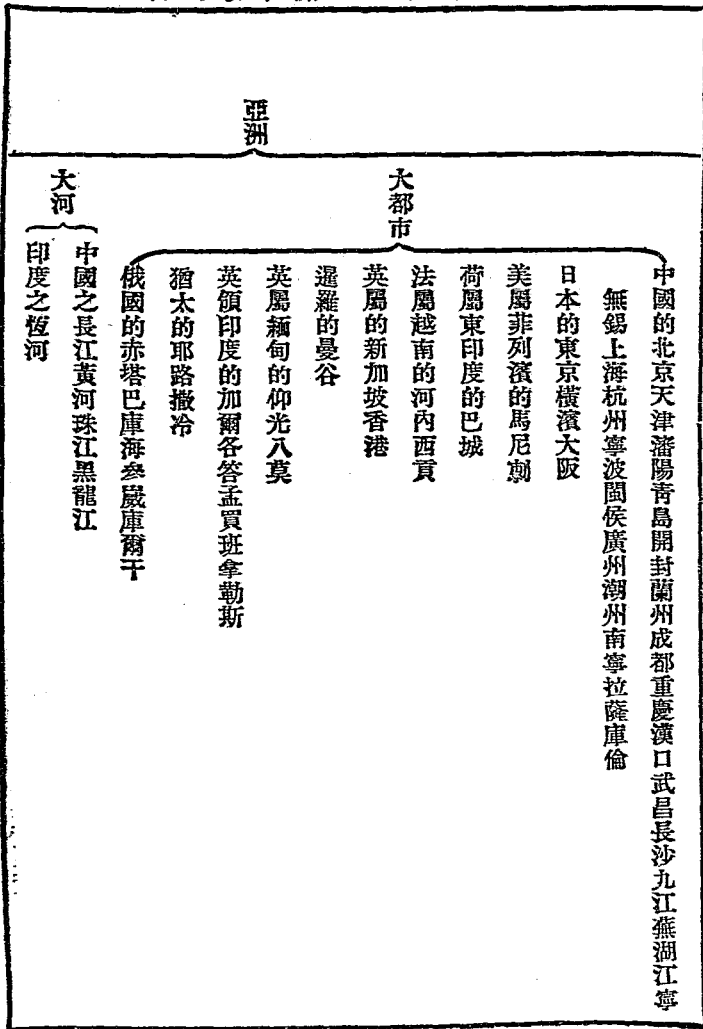 亞洲
大都市
中國的北京天津瀋陽青島開封蘭州成都重慶漢口武昌長沙九江蕪湖江寧
無錫上海杭州寧波閩侯廣州潮州南寧拉薩庫倫
日本的東京橫濱大阪
美屬菲列濱的馬尼剌
荷屬東印度的巴城
法屬越南的河內西貢
英屬的新加坡香港
暹羅的曼谷
英屬緬甸的仰光八莫
英領印度的加爾各答孟買班拿勒斯
猶太的耶路撒冷
俄國的赤塔巴庫海參崴庫爾干
大河
中國之長江黃河珠江黑龍江
印度之恆河